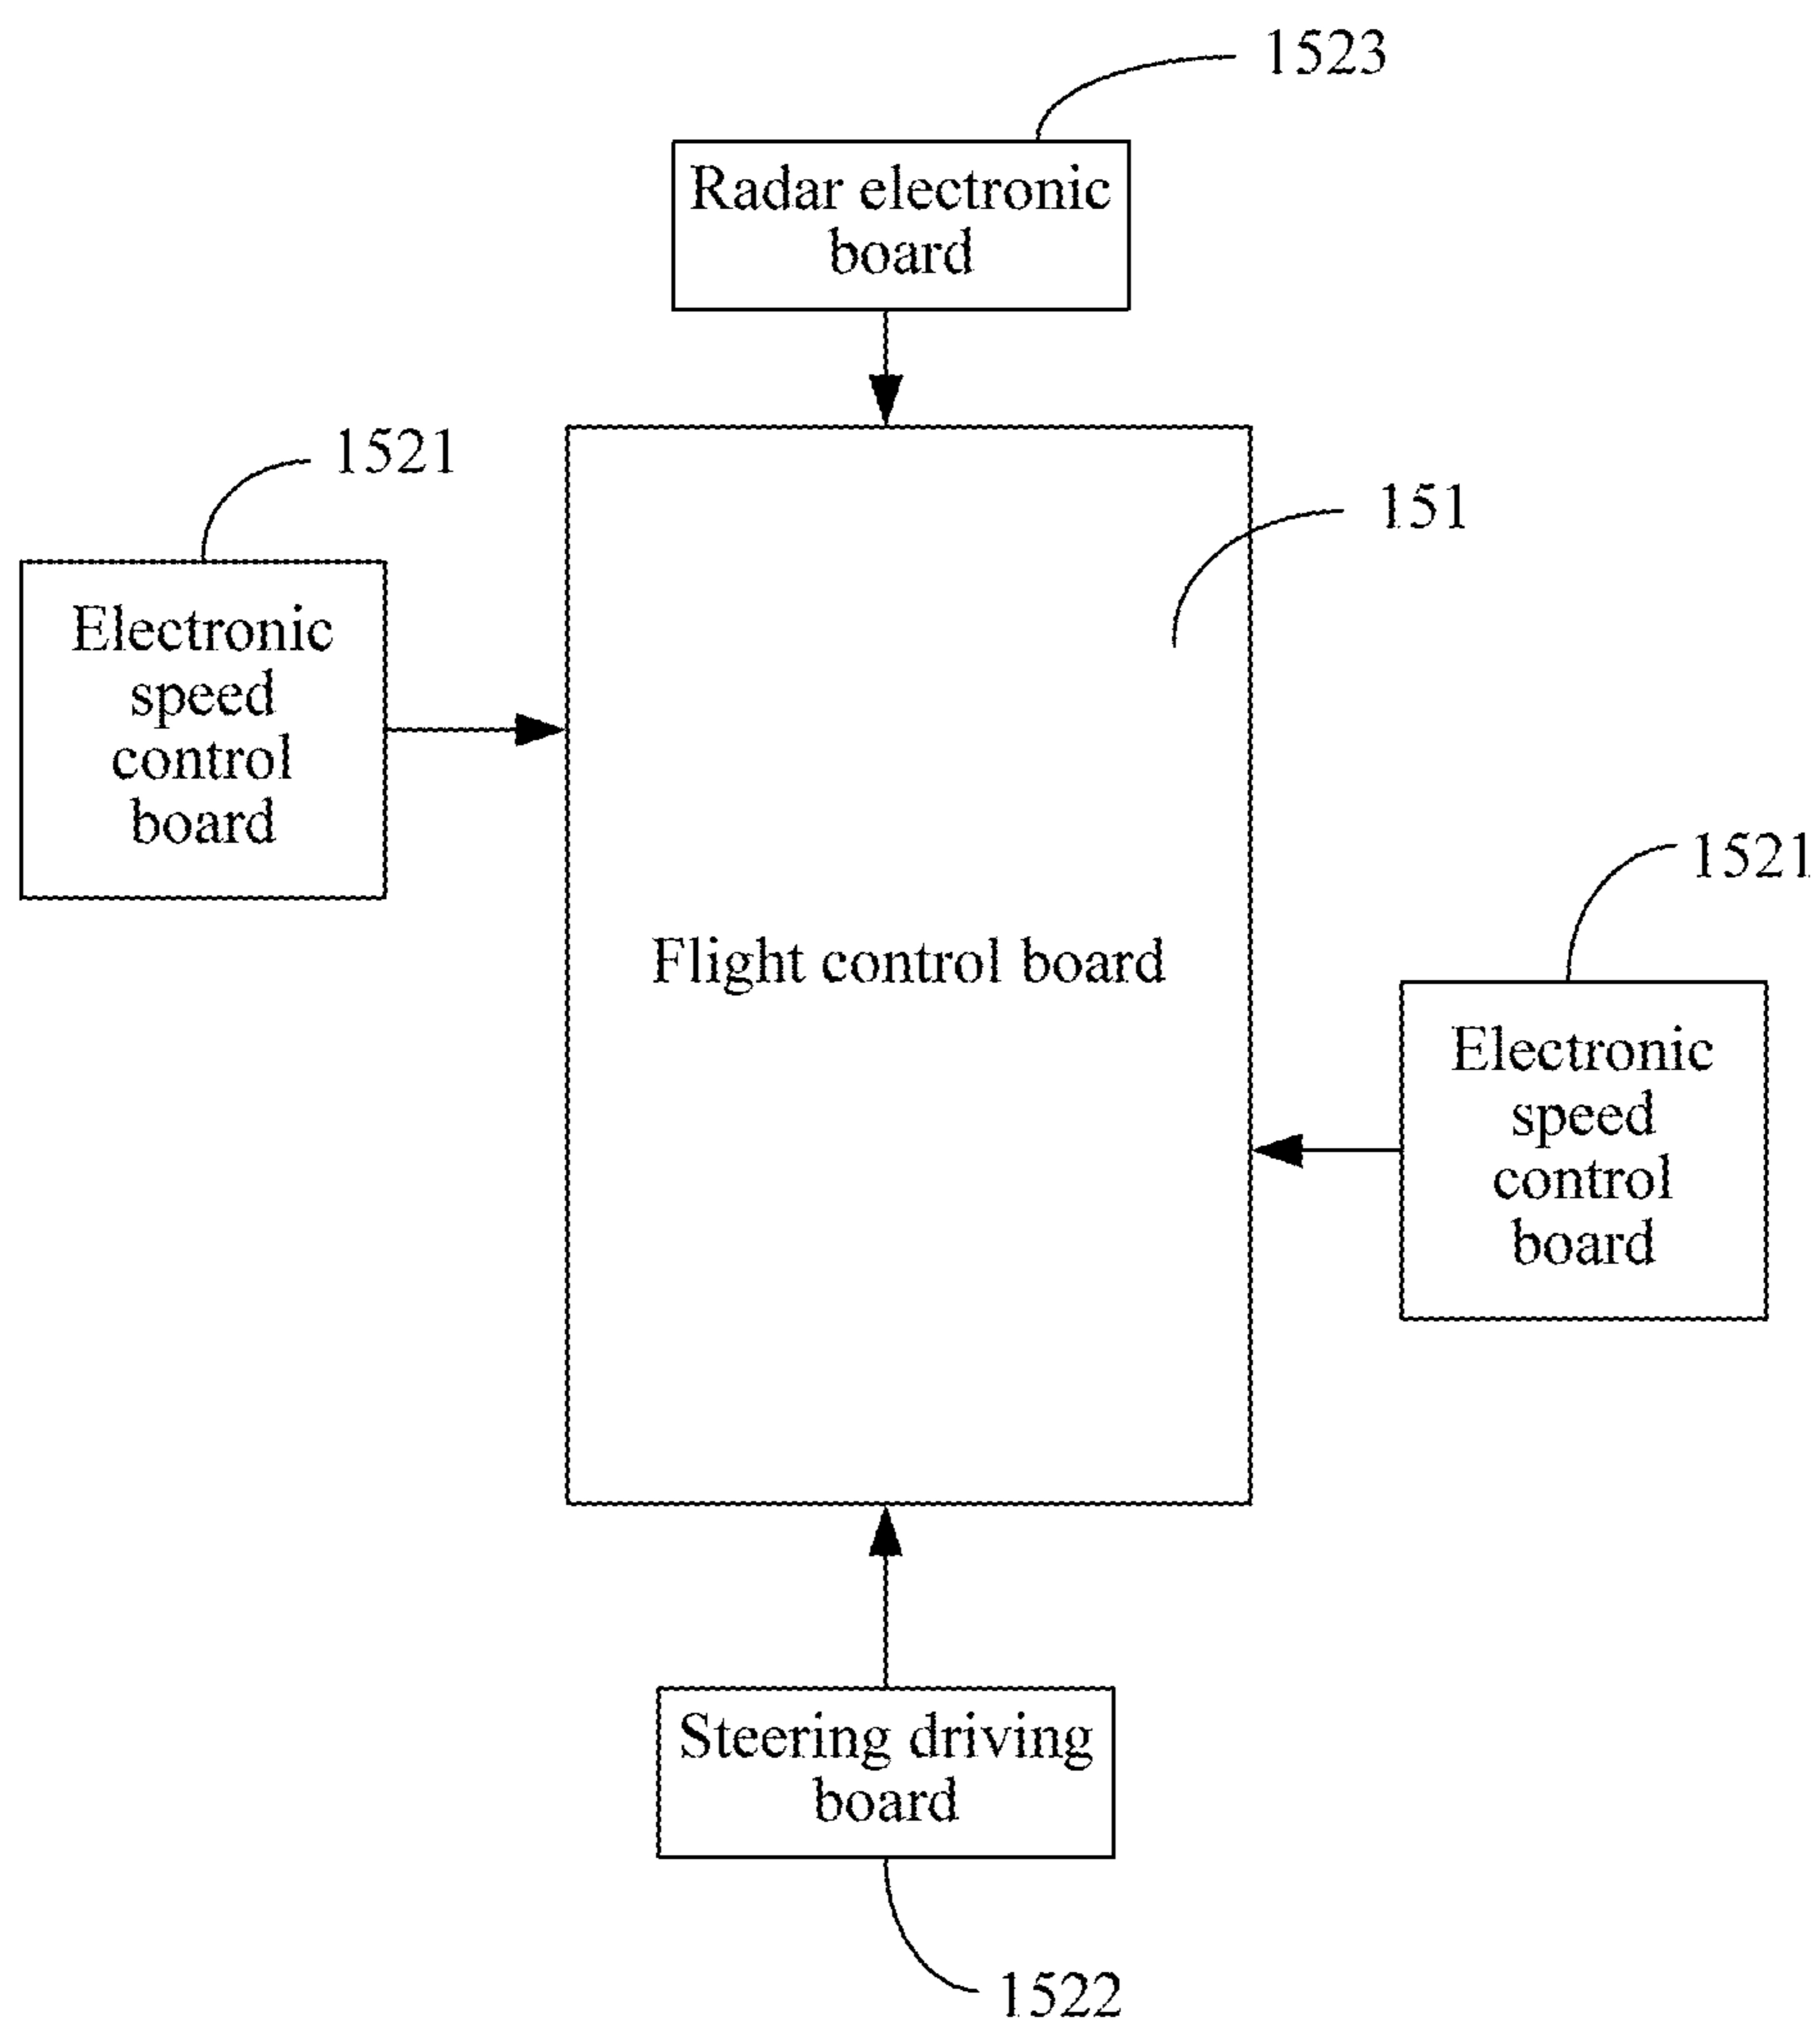 1523
Radar electronic
board
1521
151
Electronic
speed
control
board
1521
Flight control board
Electronic
speed
control
board
Steering driving
board
1522